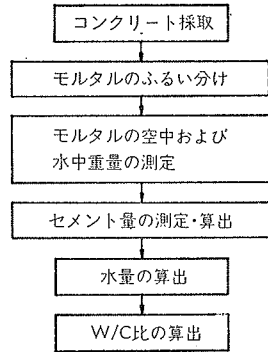 コンクリート採取
モルタルのふるい分け
モルタルの空中および
水中重量の測定
セメント量の測定・算出
水量の算出
W/C比の算出